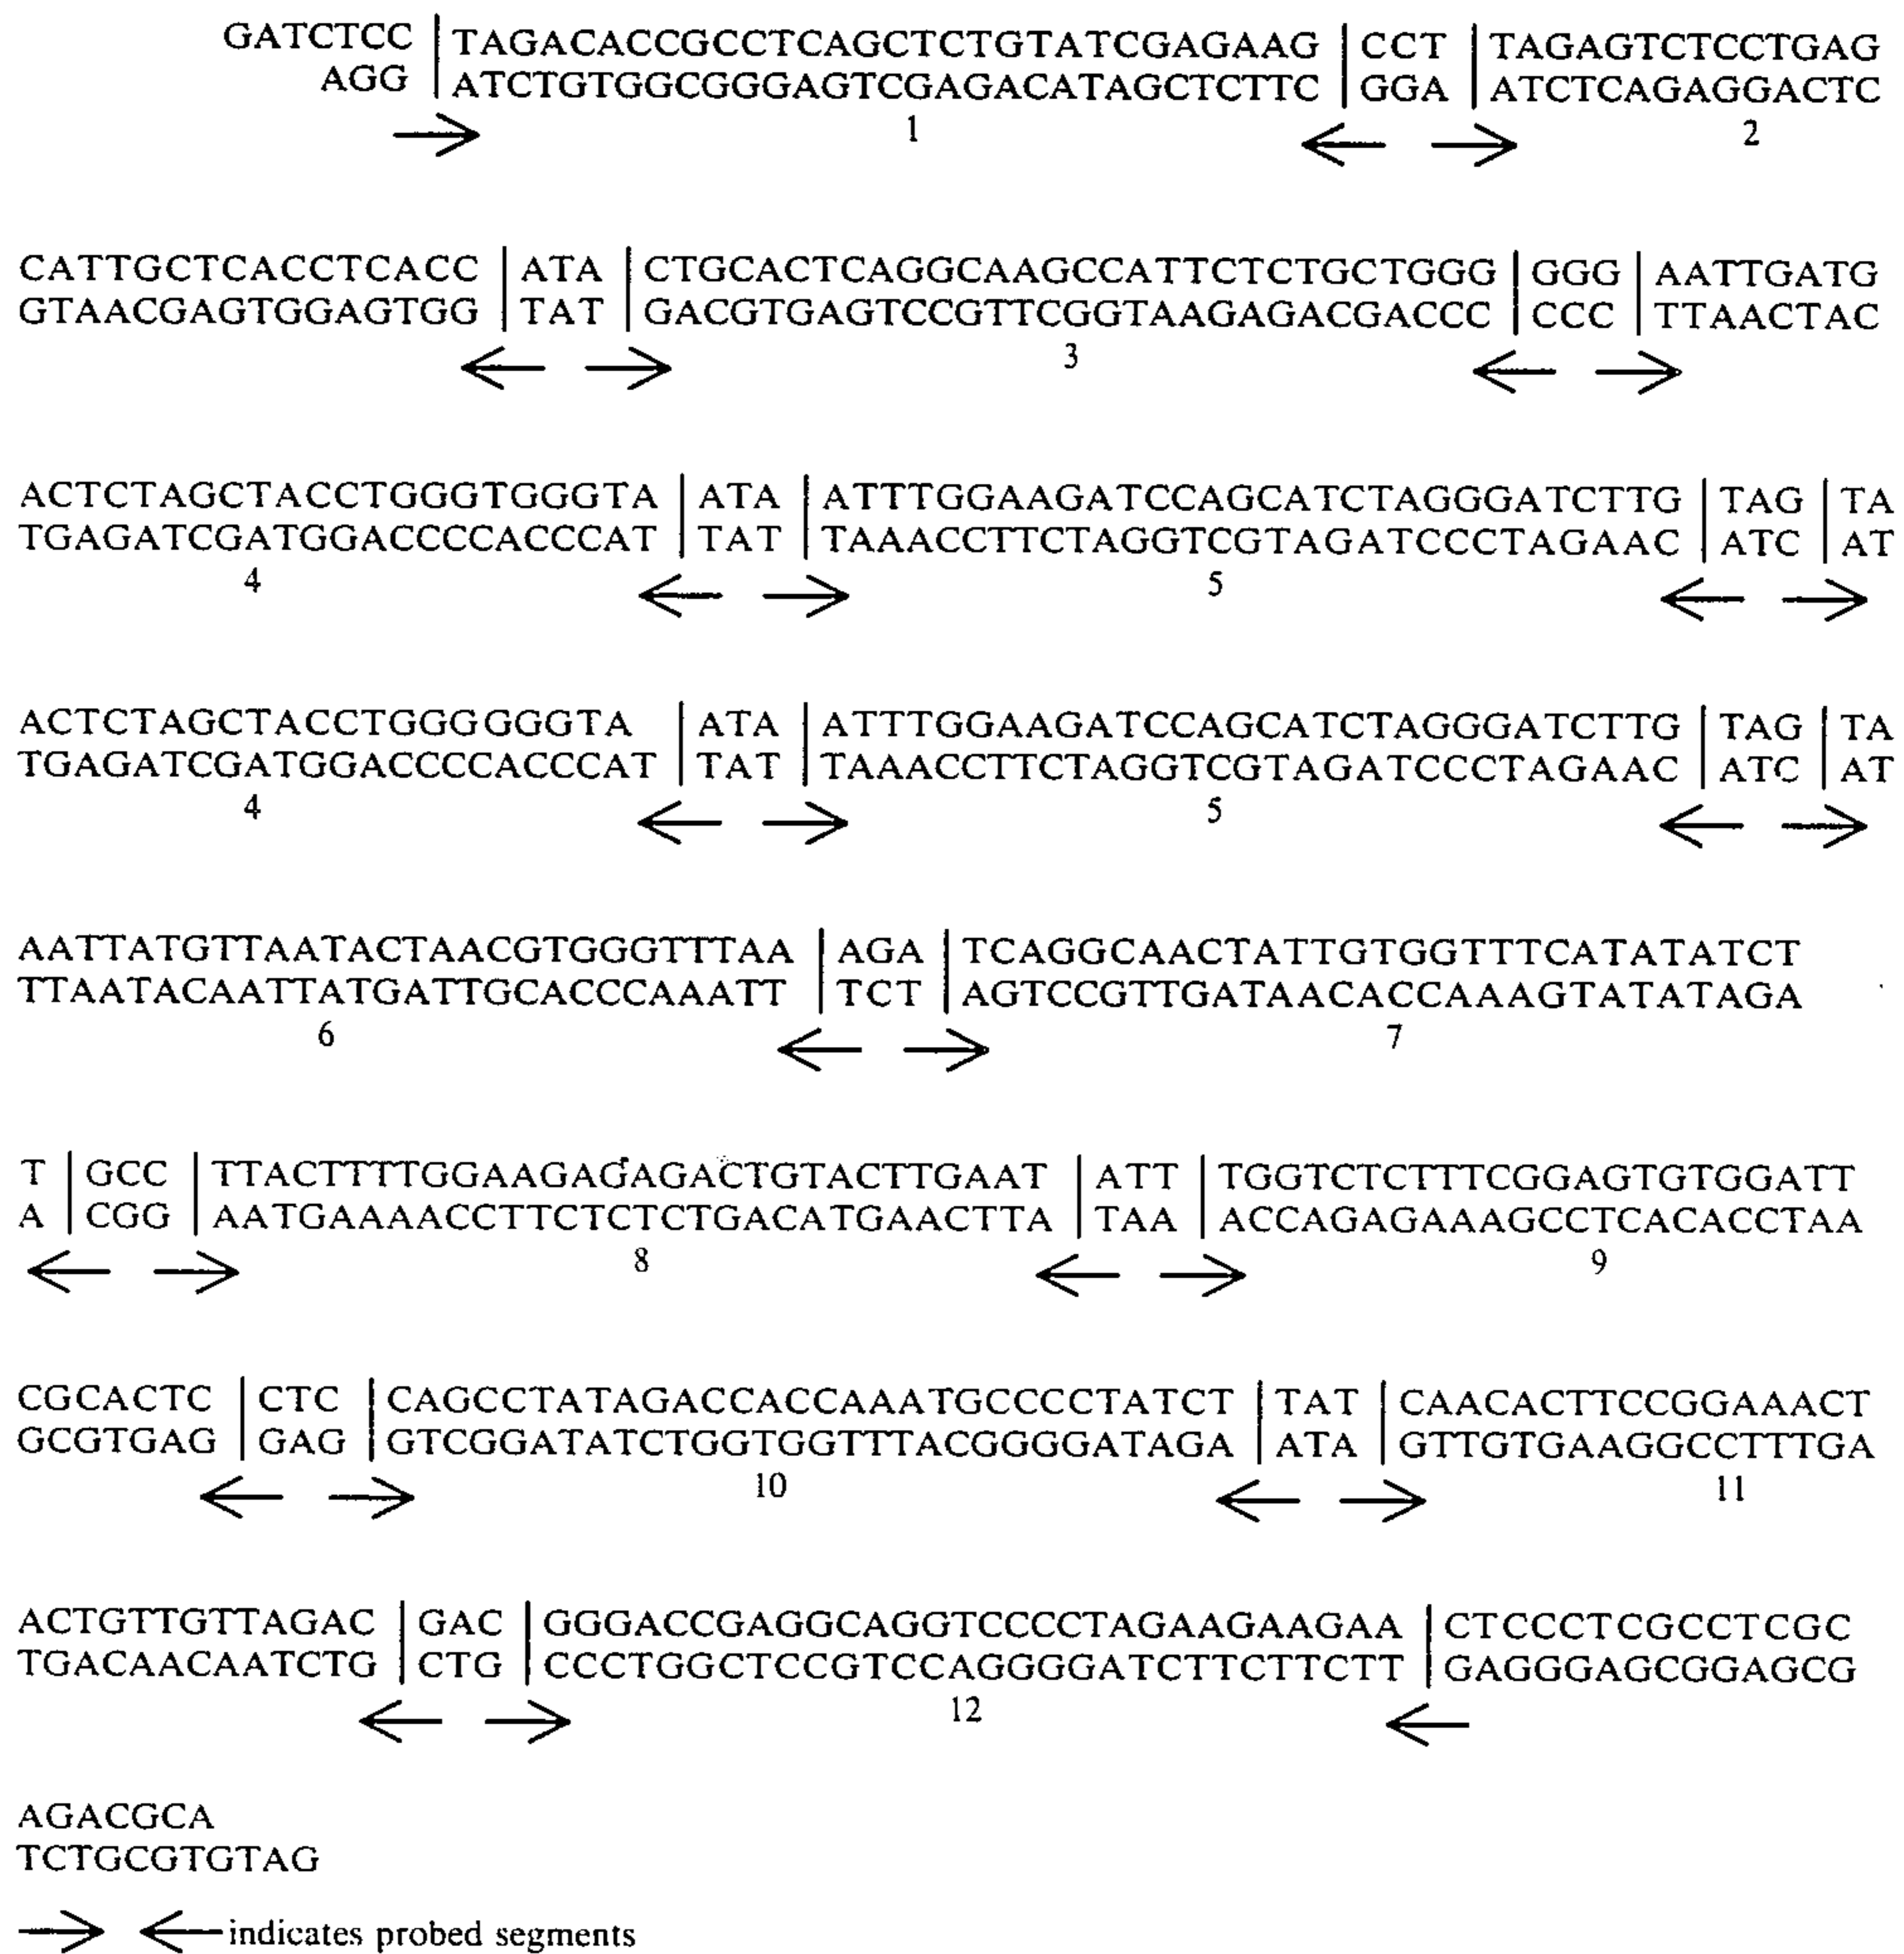 GATCTCC | TAGACACCGCCTCAGCTCTGTATCGAGAAG | CCT | TAGAGTCTCCTGAG
AGG | ATCTGTGGCGGGAGTCGAGACATAGCTCTTC | GGA | ATCTCAGAGGACTC
1 2
CATTGCTCACCTCACC | ATA | CTGCACTCAGGCAAGCCATTCTCTGCTGGG | GGG | AATTGATG
GTAACGAGTGGAGTGG | TAT | GACGTGAGTCCGTTCGGTAAGAGACGACCC | CCC | TTAACTAC
3
ACTCTAGCTACCTGGGTGGGTA | ATA | ATTTGGAAGATCCAGCATCTAGGGATCTTG | TAG | TA
TGAGATCGATGGACCCCACCCAT | TAT | TAAACCTTCTAGGTCGTAGATCCCTAGAAC | ATC | AT
4 5
ACTCTAGCTACCTGGGGGGTA | ATA | ATTTGGAAGATCCAGCATCTAGGGATCTTG | TAG | TA
TGAGATCGATGGACCCCACCCAT | TAT | TAAACCTTCTAGGTCGTAGATCCCTAGAAC | ATC | AT
4 5
AATTATGTTAATACTAACGTGGGTTTAA | AGA | TCAGGCAACTATTGTGGTTTCATATATCT
TTAATACAATTATGATTGCACCCAAATT | TCT | AGTCCGTTGATAACACCAAAGTATATAGA
6 7
T | GCC | TTACTTTTGGAAGAGAGACTGTACTTGAAT | ATT | TGGTCTCTTTCGGAGTGTGGATT
A | CGG | AATGAAAACCTTCTCTCTGACATGAACTTA | TAA | ACCAGAGAAAGCCTCACACCTAA
8 9
CGCACTC | CTC | CAGCCTATAGACCACCAAATGCCCCTATCT | TAT | CAACACTTCCGGAAACT
GCGTGAG | GAG | GTCGGATATCTGGTGGTTTACGGGGATAGA | ATA | GTTGTGAAGGCCTTTGA
10 11
ACTGTTGTTAGAC | GAC | GGGACCGAGGCAGGTCCCCTAGAAGAAGAA | CTCCCTCGCCTCGC
TGACAACAATCTG | CTG | CCCTGGCTCCGTCCAGGGGATCTTCTTCTT | GAGGGAGCGGAGCG
12
AGACGCA
TCTGCGTGTAG
indicates probed segments